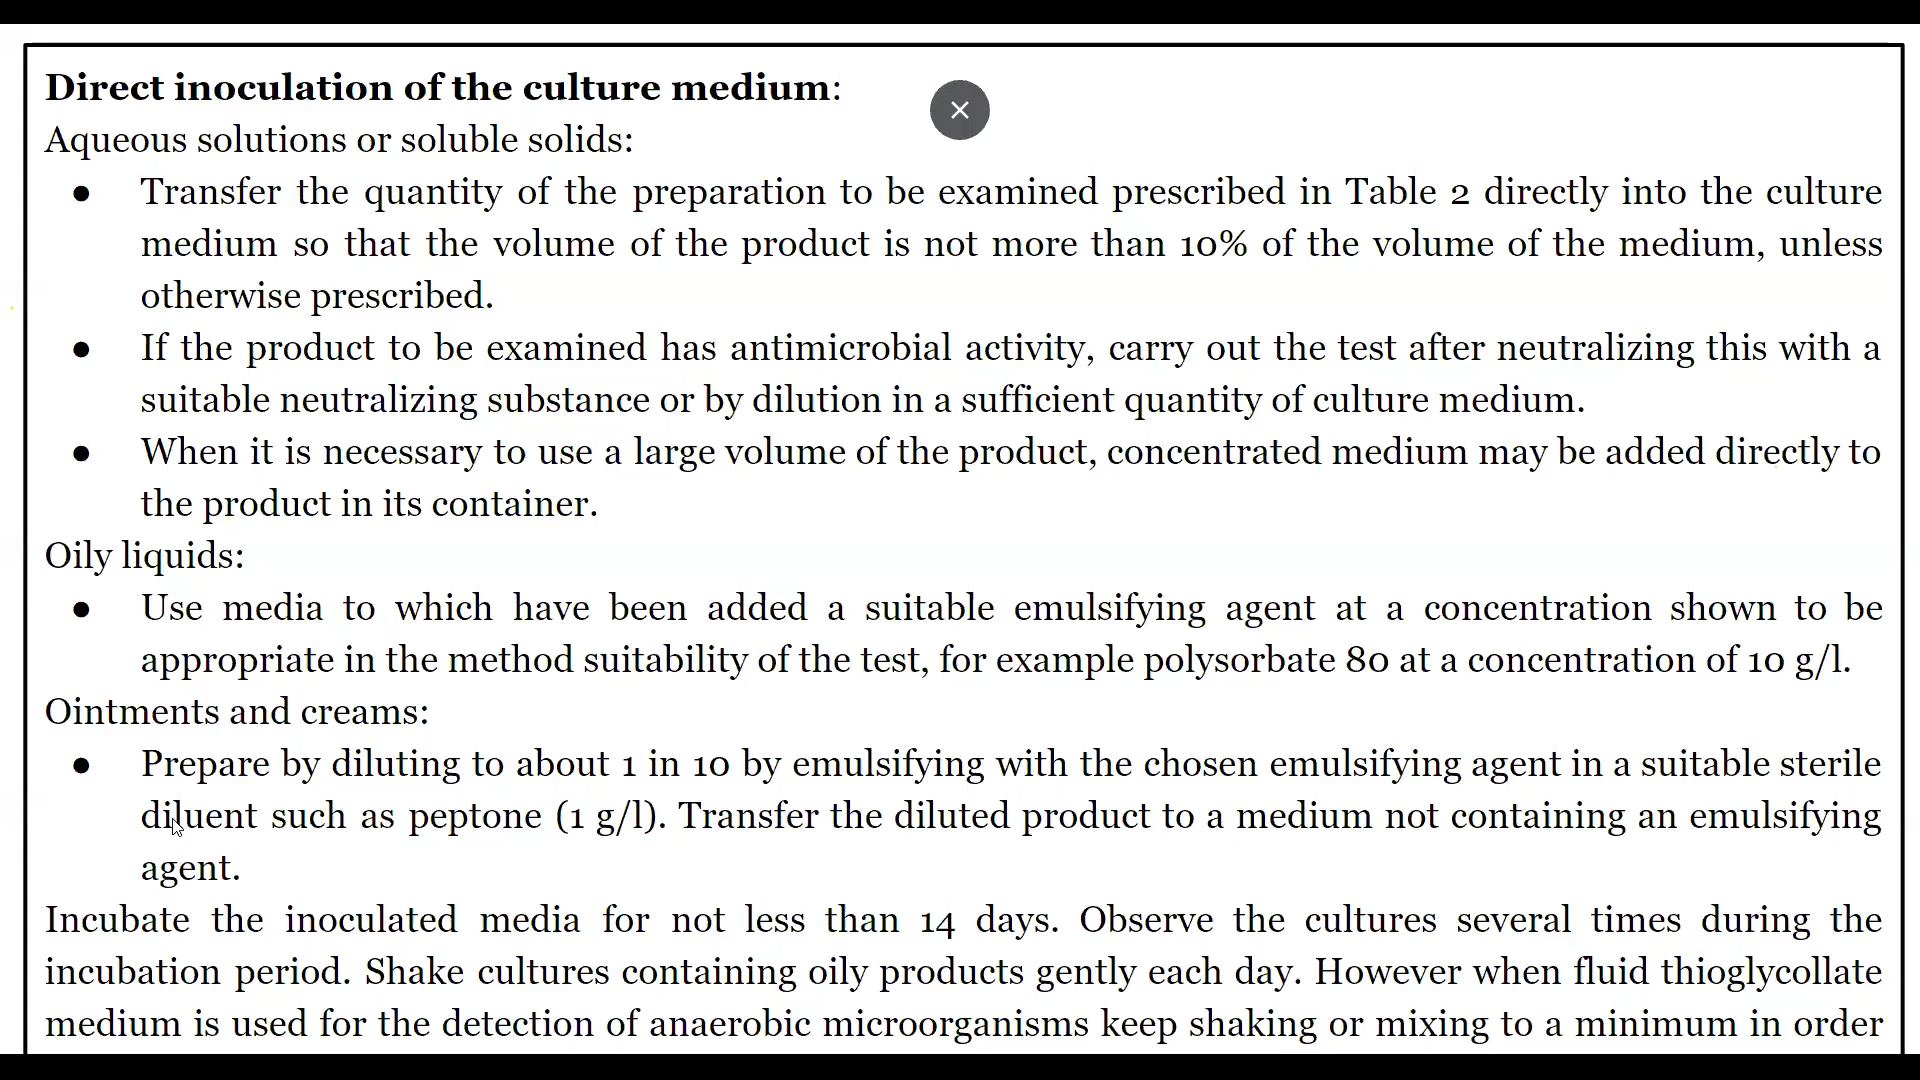 Direct inoculation of the culture medium:
Aqueous solutions or soluble solids:
● Transfer the quantity of the preparation to be examined prescribed in Table 2 directly into the culture
medium so that the volume of the product is not more than 10% of the volume of the medium, unless
otherwise prescribed.
● If the product to be examined has antimicrobial activity, carry out the test after neutralizing this with a
suitable neutralizing substance or by dilution in a sufficient quantity of culture medium.
● When it is necessary to use a large volume of the product, concentrated medium may be added directly to
the product in its container.
Oily liquids:
● Use media to which have been added a suitable emulsifying agent at a concentration shown to be
appropriate in the method suitability of the test, for example polysorbate 80 at a concentration of 10 g/l.
Ointments and creams:
● Prepare by diluting to about 1 in 10 by emulsifying with the chosen emulsifying agent in a suitable sterile
diluent such as peptone (1 g/l). Transfer the diluted product to a medium not containing an emulsifying
agent.
Incubate the inoculated media for not less than 14 days. Observe the cultures several times during the
incubation period. Shake cultures containing oily products gently each day. However when fluid thioglycollate
medium is used for the detection of anaerobic microorganisms keep shaking or mixing to a minimum in order